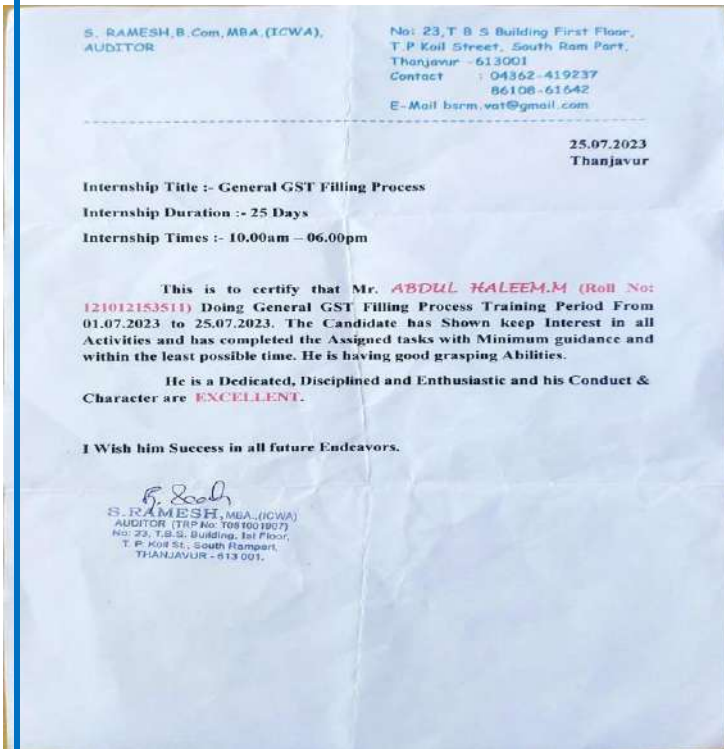 S. RAMESH,B.Com,MBA,(ICWA),
AUDITOR
No: 23,T B S Building First Floor,
T.P Koil Street, South Ram Part,
Thanjavur - 613001
Contact : 04362-419237
86108-61642
E-Mail bsrm.vat@gmail.com
25.07.2023
Thanjavur
Internship Title :- General GST Filling Process
Internship Duration :- 25 Days
Internship Times :- 10.00am – 06.00pm
This is to certify that Mr. ABDUL HALEEM.M (Roll No:
121012153511) Doing General GST Filling Process Training Period From
01.07.2023 to 25.07.2023. The Candidate has Shown keep Interest in all
Activities and has completed the Assigned tasks with Minimum guidance and
within the least possible time. He is having good grasping Abilities.
He is a Dedicated, Disciplined and Enthusiastic and his Conduct &
Character are EXCELLENT.
I Wish him Success in all future Endeavors.
S. RAMESH, MBA.,(ICWA)
AUDITOR (TRP No: T081001907)
No: 23, T.B.S. Building, Ist Floor,
T. P. Koil St., South Rampart,
THANJAVUR - 613 001.